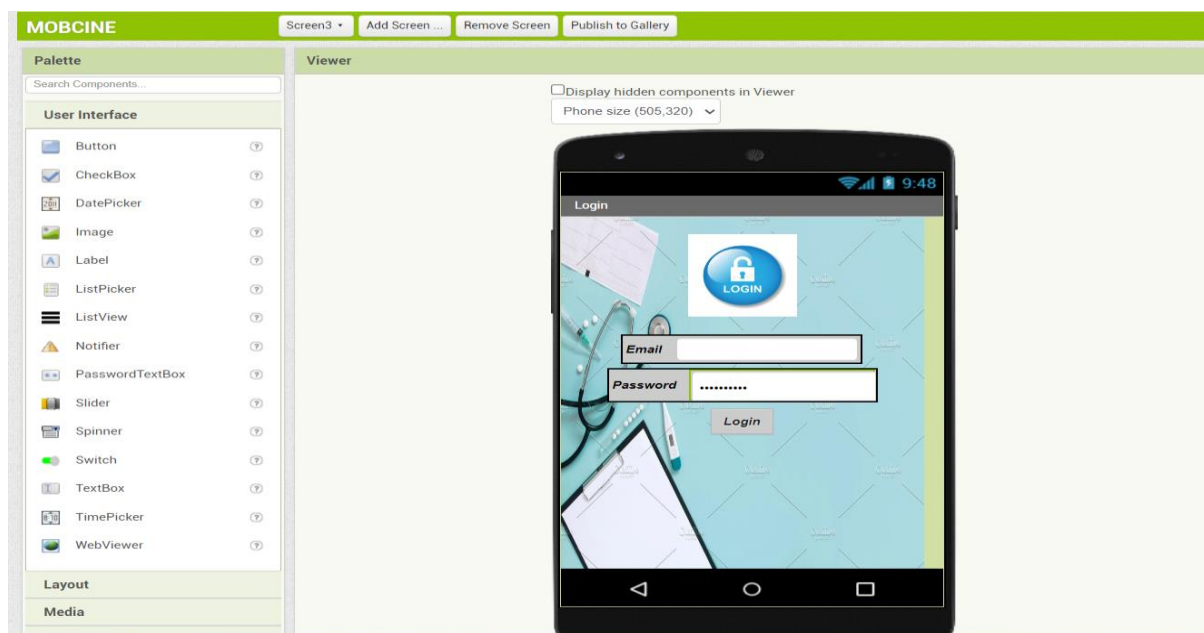 MOBCINE
Screen3 Add Screen ... Remove Screen Publish to Gallery
Palette
Search Components...
User Interface
Button
CheckBox
DatePicker
Image
Label
ListPicker
ListView
Notifier
PasswordTextBox
Slider
Spinner
Switch
TextBox
TimePicker
WebViewer
Layout
Media
Viewer
Display hidden components in Viewer
Phone size (505,320)
9:48
Login
LOGIN
Email
Password ••••••••••
Login